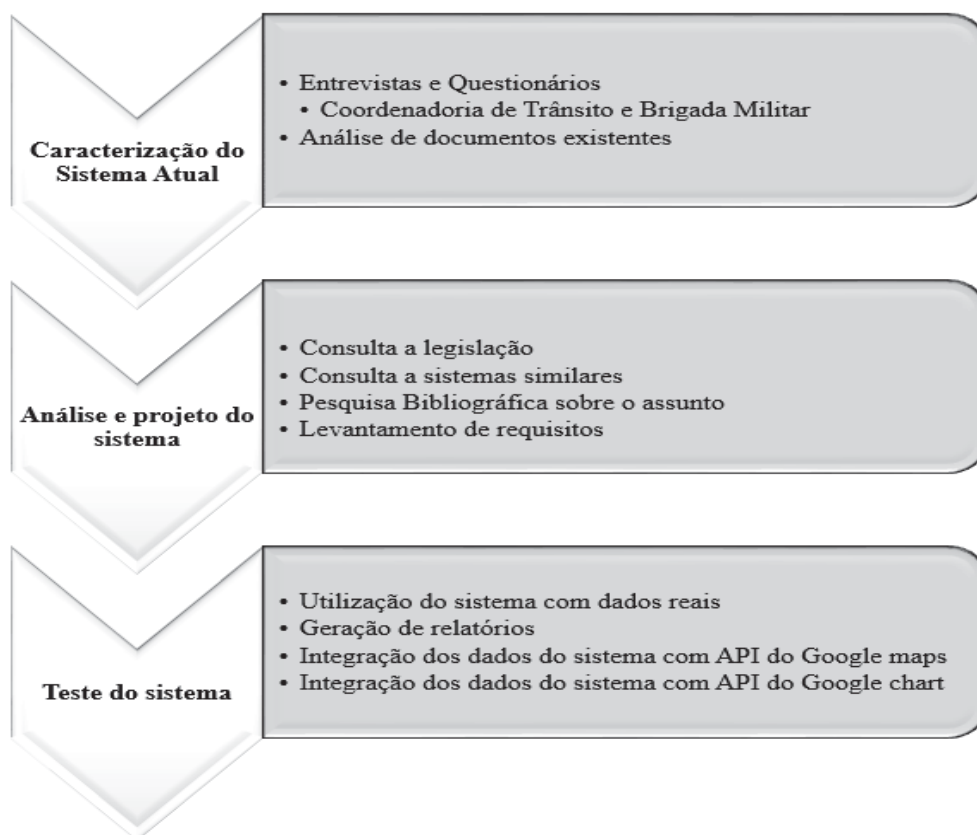 Caracterização do
Sistema Atual
• Entrevistas e Questionários
• Coordenadoria de Trânsito e Brigada Militar
• Análise de documentos existentes
Análise e projeto do
sistema
• Consulta a legislação
• Consulta a sistemas similares
• Pesquisa Bibliográfica sobre o assunto
• Levantamento de requisitos
Teste do sistema
• Utilização do sistema com dados reais
• Geração de relatórios
• Integração dos dados do sistema com API do Google maps
• Integração dos dados do sistema com API do Google chart